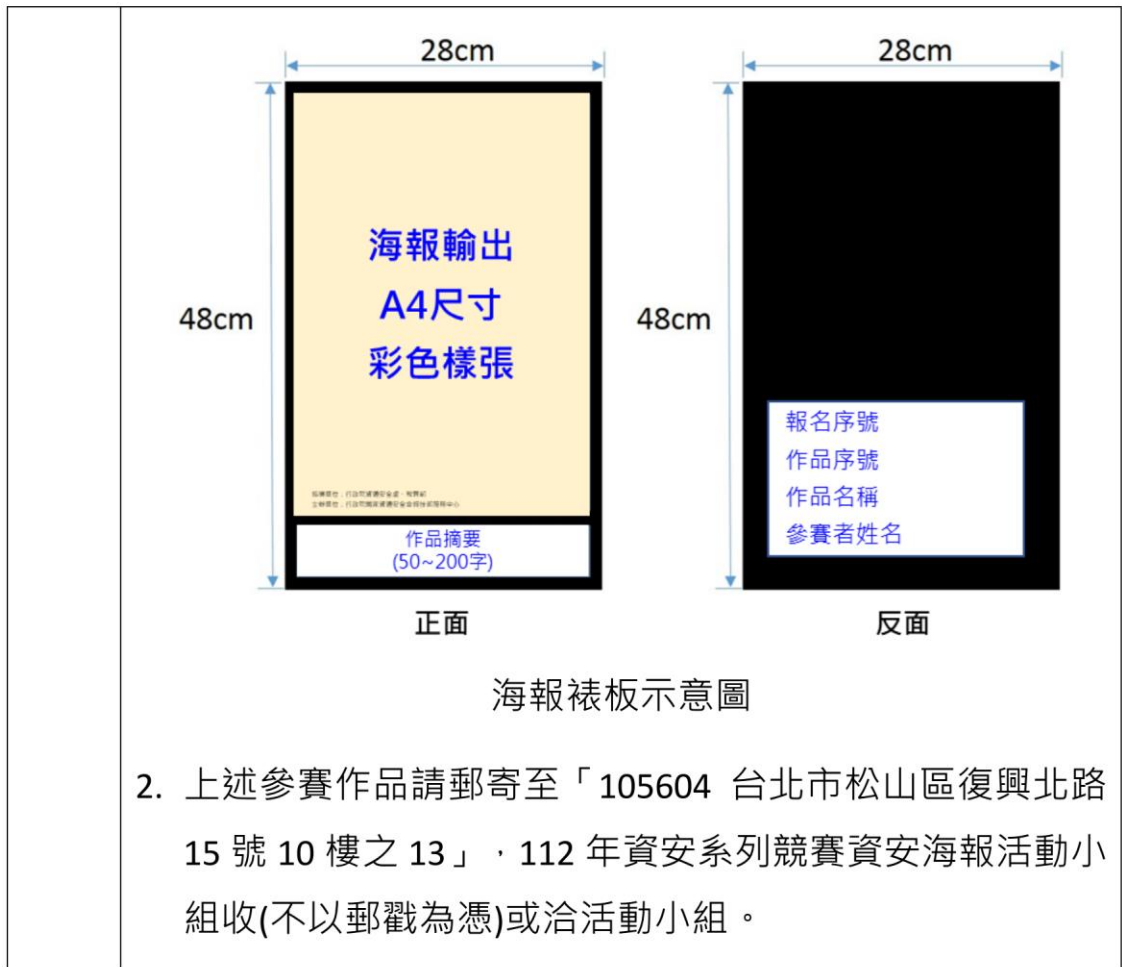 28cm
28cm
48cm
48cm
海報輸出
A4尺寸
彩色樣張
報名序號
作品序號
作品名稱
參賽者姓名
作品摘要
(50~200字)
正面
反面
海報裱板示意圖
2. 上述參賽作品請郵寄至「105604 台北市松山區復興北路
15 號 10 樓之 13」，112 年資安系列競賽資安海報活動小
組收(不以郵戳為憑)或洽活動小組。